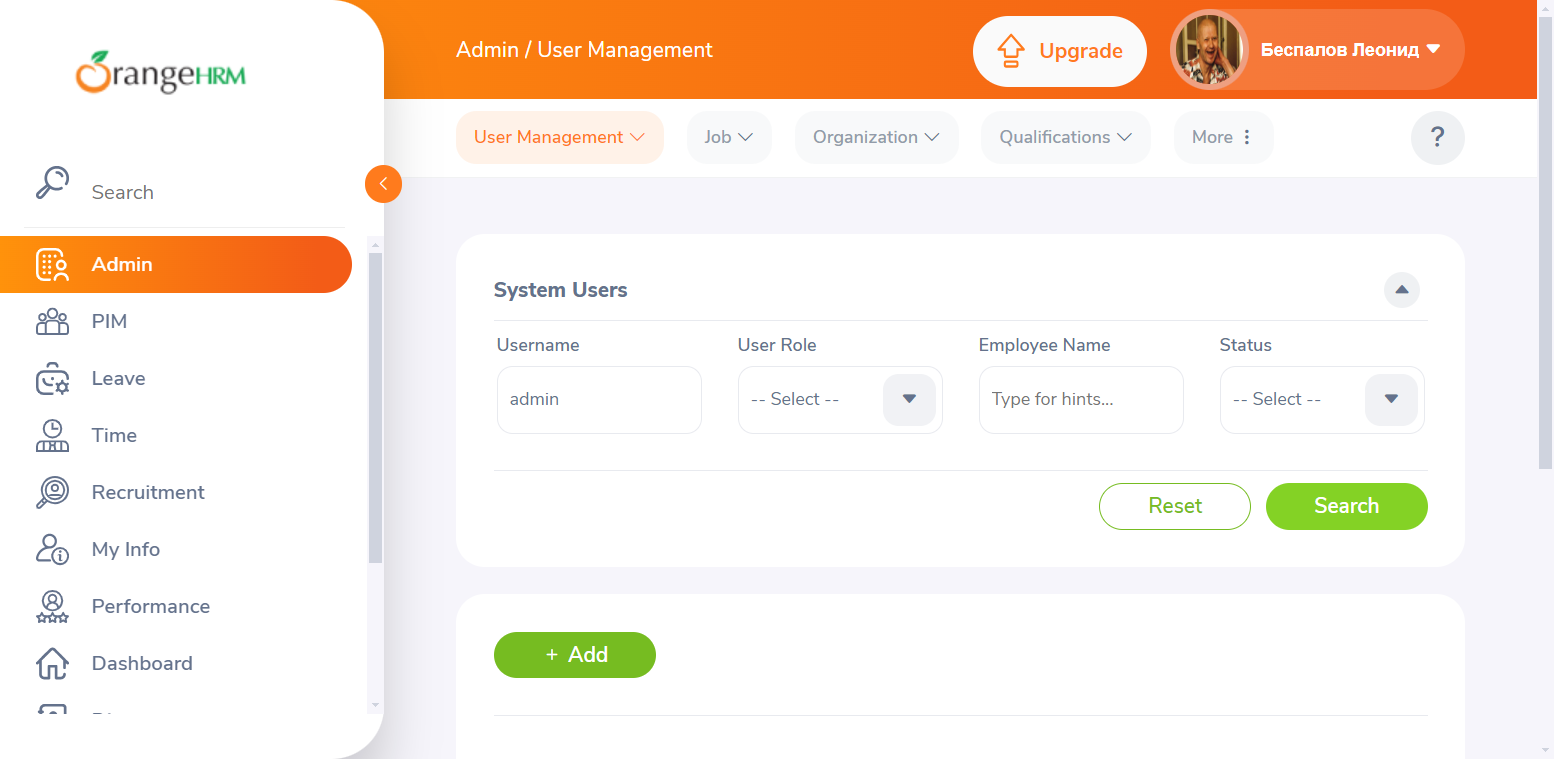 OrangeHRM
Admin / User Management
Upgrade
Беспалов Леонид
User Management
Job
Organization
Qualifications
More
?
Search
Admin
PIM
Leave
Time
Recruitment
My Info
Performance
Dashboard
System Users
Username
User Role
Employee Name
Status
admin
-- Select --
Type for hints...
-- Select --
Reset
Search
+ Add